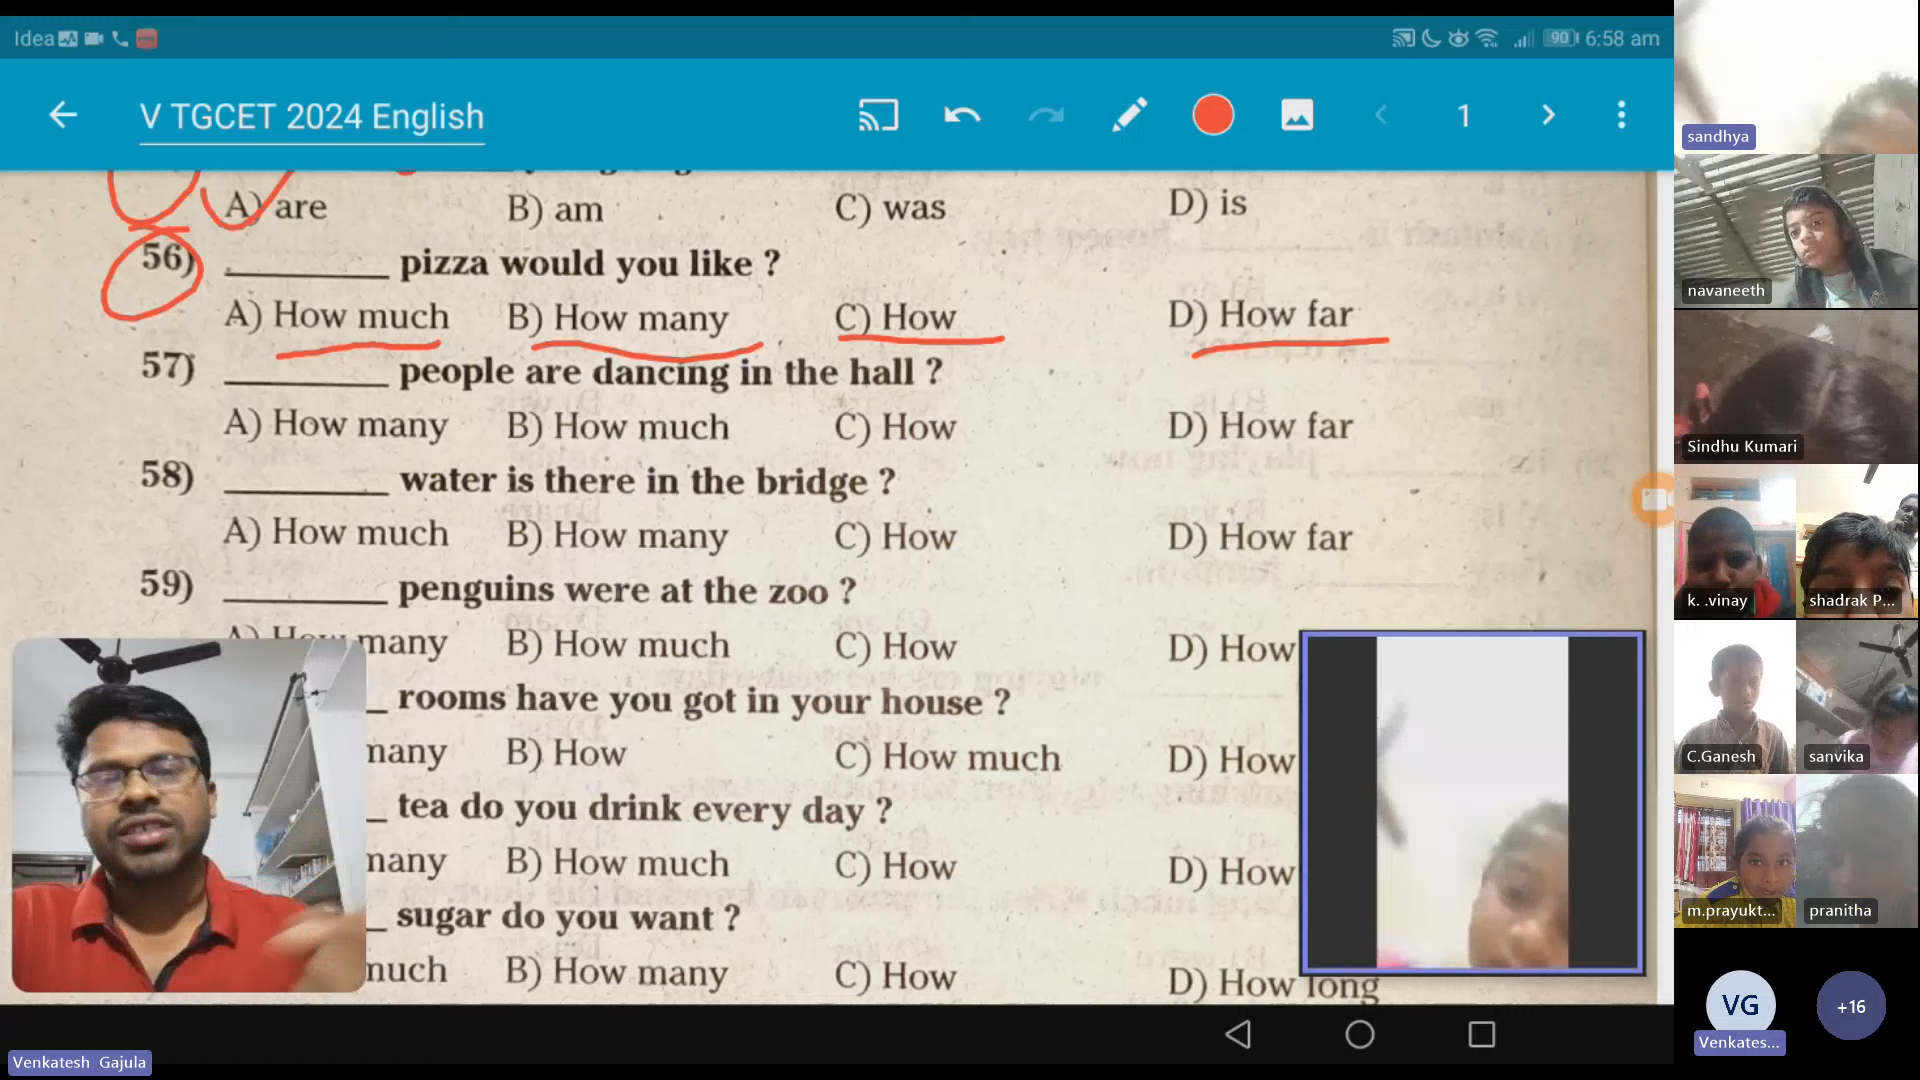 Idea
90 6:58 am
V TGCET 2024 English
1
A) are B) am C) was D) is
56) ________ pizza would you like ?
A) How much B) How many C) How D) How far
57) ________ people are dancing in the hall ?
A) How many B) How much C) How D) How far
58) ________ water is there in the bridge ?
A) How much B) How many C) How D) How far
59) ________ penguins were at the zoo ?
A) How many B) How much C) How D) How
rooms have you got in your house ?
many B) How C) How much D) How
tea do you drink every day ?
many B) How much C) How D) How
sugar do you want ?
much B) How many C) How D) How long
Venkatesh Gajula
sandhya
navaneeth
Sindhu Kumari
k. .vinay
shadrak P...
C.Ganesh
sanvika
m.prayukt...
pranitha
VG
Venkates...
+16